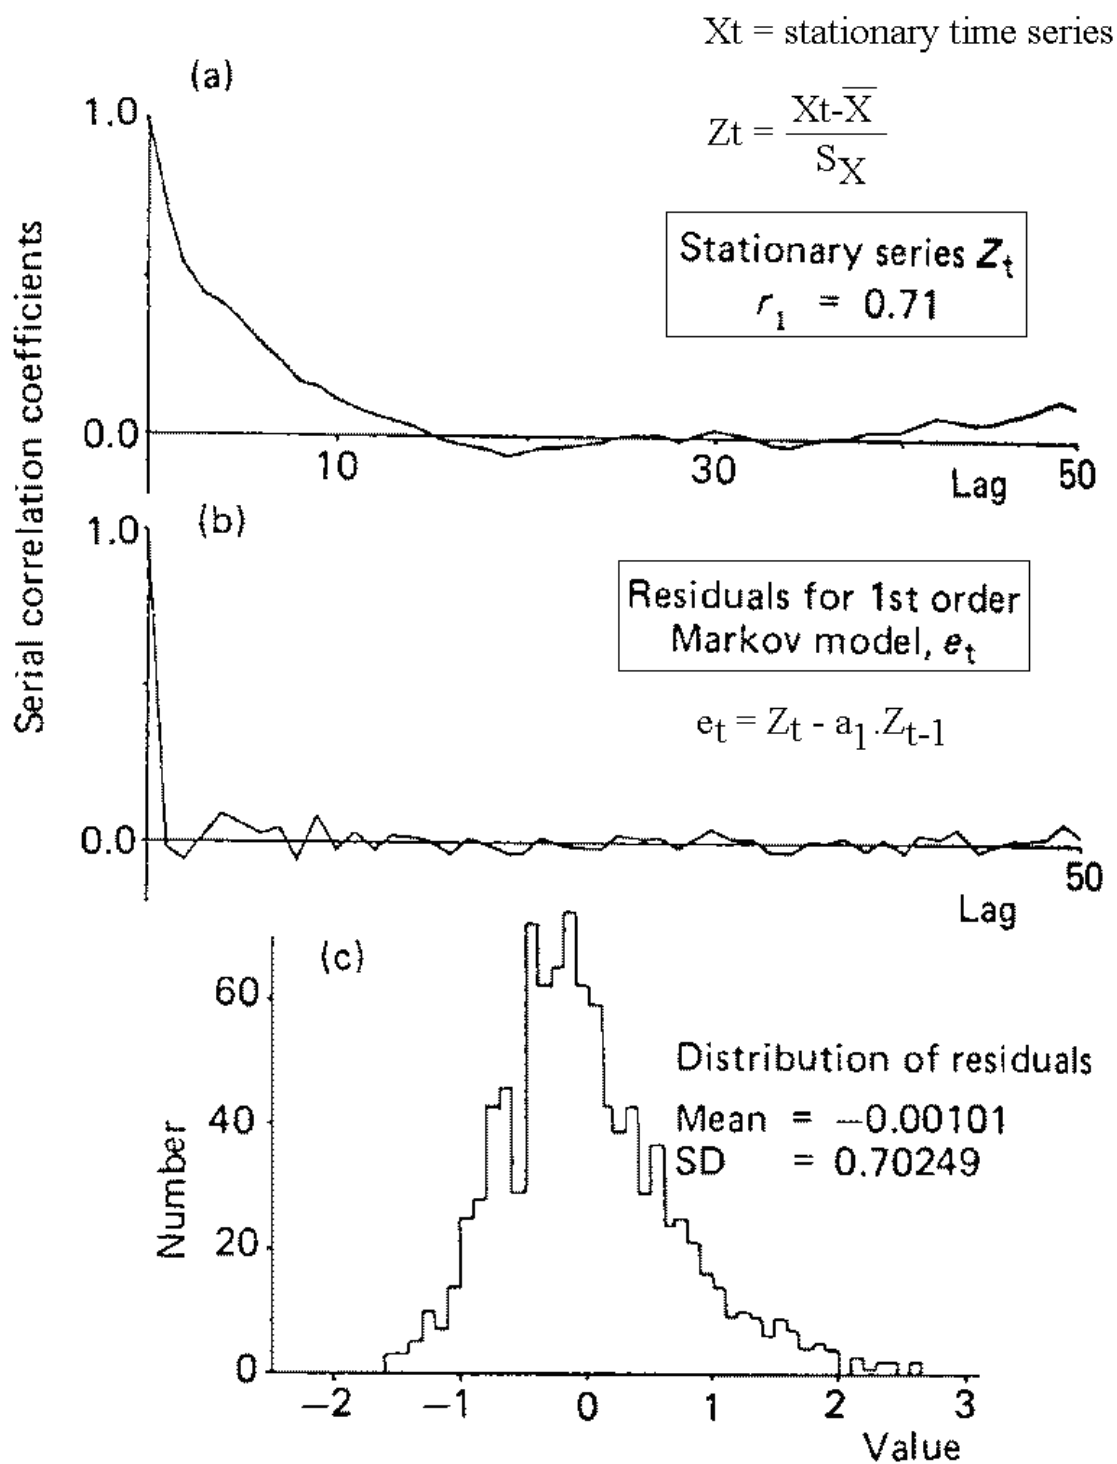 Xt = stationary time series
(a)
Zt = Xt-X̅ / SX
Stationary series Zt
r1 = 0.71
1.0
0.0
10
30
50
Lag
Serial correlation coefficients
(b)
1.0
0.0
Residuals for 1st order
Markov model, et
et = Zt - a1.Zt-1
50
Lag
(c)
60
40
20
0
Number
Distribution of residuals
Mean = −0.00101
SD = 0.70249
−2
−1
0
1
2
3
Value